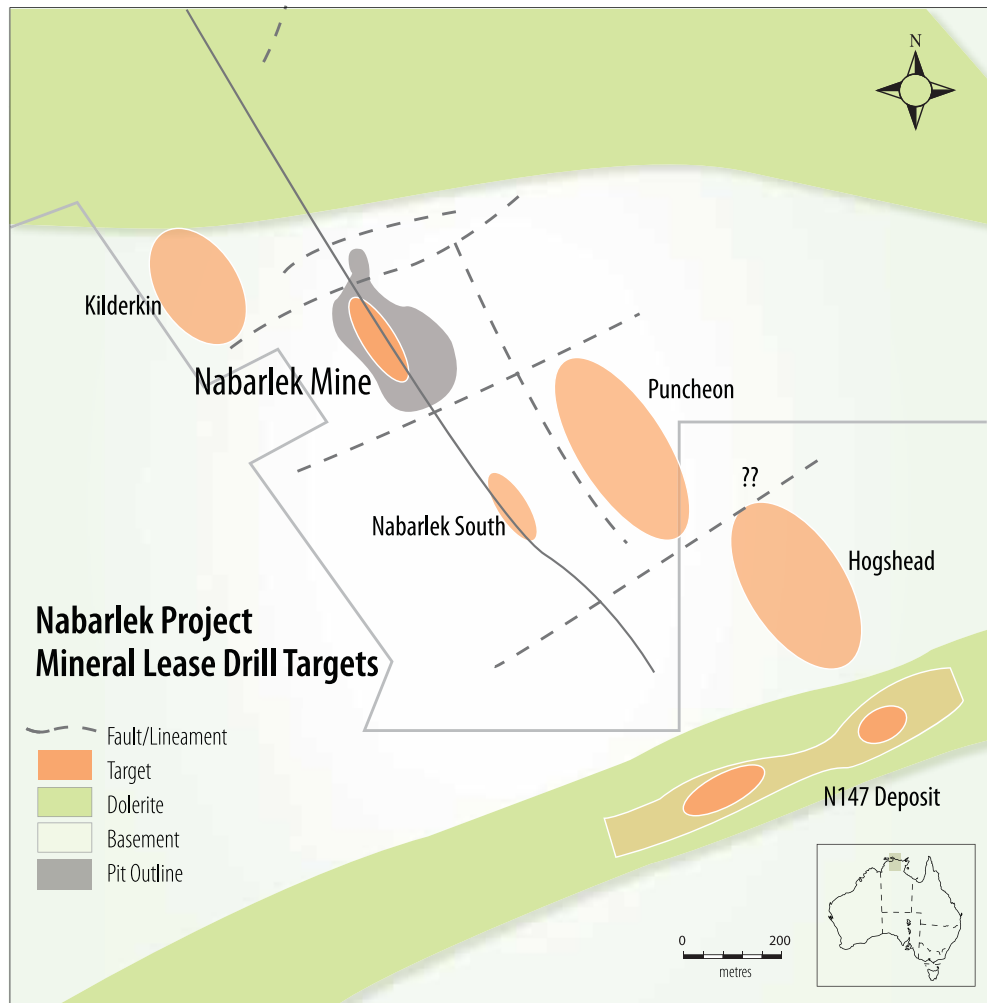 N
Kilderkin
Nabarlek Mine
Puncheon
??
Nabarlek South
Hogshead
Nabarlek Project
Mineral Lease Drill Targets
Fault/Lineament
Target
Dolerite
Basement
Pit Outline
N147 Deposit
0 200
metres